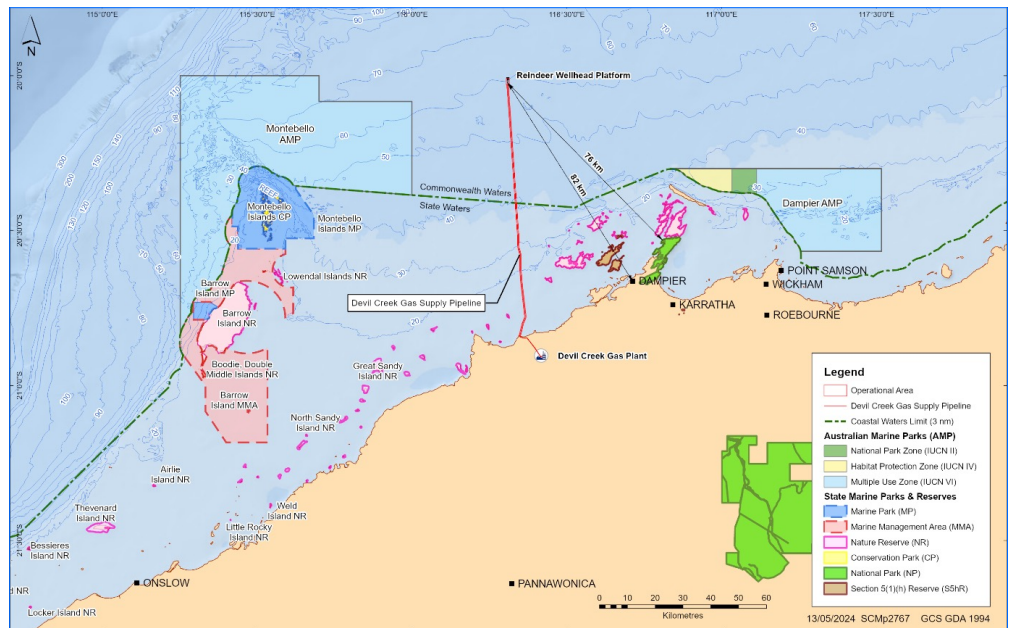 115°0'0"E
115°30'0"E
116°0'0"E
116°30'0"E
117°0'0"E
117°30'0"E
N
20°0'0"S
20°30'0"S
21°0'0"S
21°30'0"S
Reindeer Wellhead Platform
Montebello
AMP
76 km
82 km
Commonwealth Waters
State Waters
REEF
Montebello
Islands CP
Montebello
Islands MP
Dampier AMP
Lowendal Islands NR
Barrow
Island MP
Barrow
Island NR
Devil Creek Gas Supply Pipeline
DAMPIER
POINT SAMSON
WICKHAM
KARRATHA
ROEBOURNE
Devil Creek Gas Plant
Boodie, Double
Middle Islands NR
Barrow
Island MMA
Great Sandy
Island NR
North Sandy
Island NR
Airlie
Island NR
Thevenard
Island NR
Weld
Island NR
Little Rocky
Island NR
Bessieres
Island NR
d NR
Locker Island NR
ONSLOW
PANNAWONICA
Legend
Operational Area
Devil Creek Gas Supply Pipeline
Coastal Waters Limit (3 nm)
Australian Marine Parks (AMP)
National Park Zone (IUCN II)
Habitat Protection Zone (IUCN IV)
Multiple Use Zone (IUCN VI)
State Marine Parks & Reserves
Marine Park (MP)
Marine Management Area (MMA)
Nature Reserve (NR)
Conservation Park (CP)
National Park (NP)
Section 5(1)(h) Reserve (S5hR)
0 10 20 30 40 50 60
Kilometres
13/05/2024 SCMp2767 GCS GDA 1994